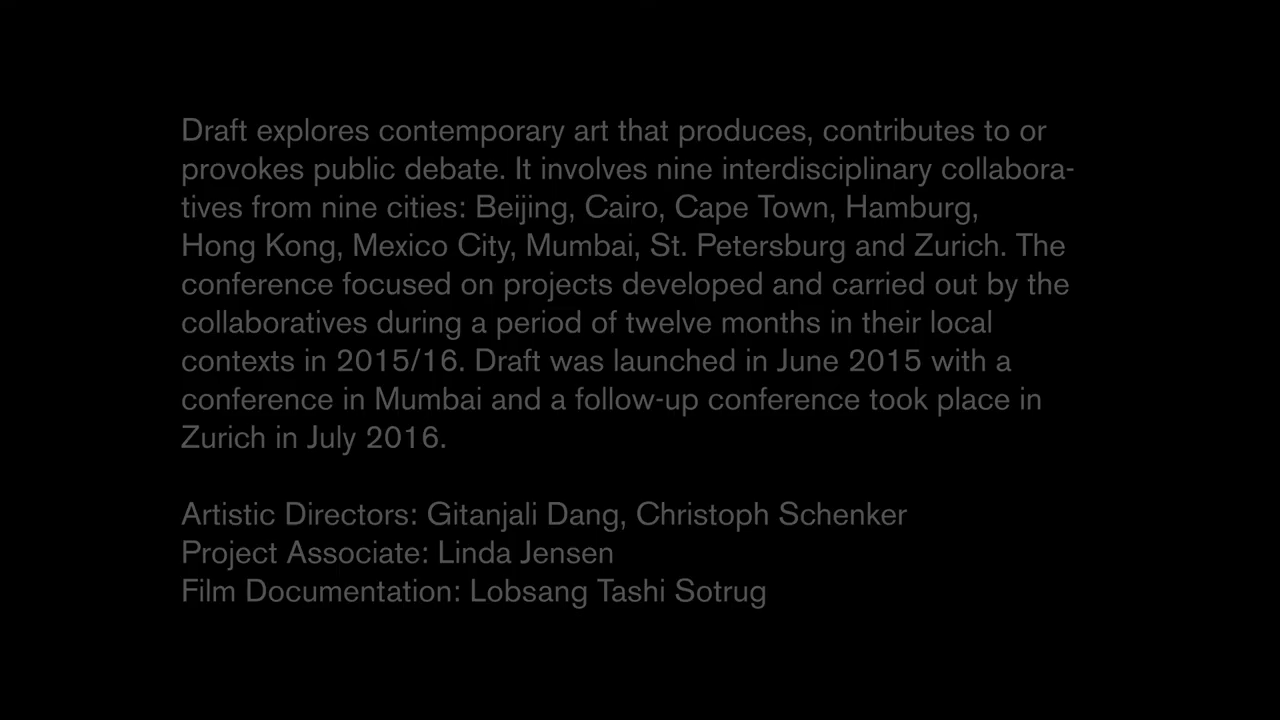 Draft explores contemporary art that produces, contributes to or
provokes public debate. It involves nine interdisciplinary collabora-
tives from nine cities: Beijing, Cairo, Cape Town, Hamburg,
Hong Kong, Mexico City, Mumbai, St. Petersburg and Zurich. The
conference focused on projects developed and carried out by the
collaboratives during a period of twelve months in their local
contexts in 2015/16. Draft was launched in June 2015 with a
conference in Mumbai and a follow-up conference took place in
Zurich in July 2016.
Artistic Directors: Gitanjali Dang, Christoph Schenker
Project Associate: Linda Jensen
Film Documentation: Lobsang Tashi Sotrug